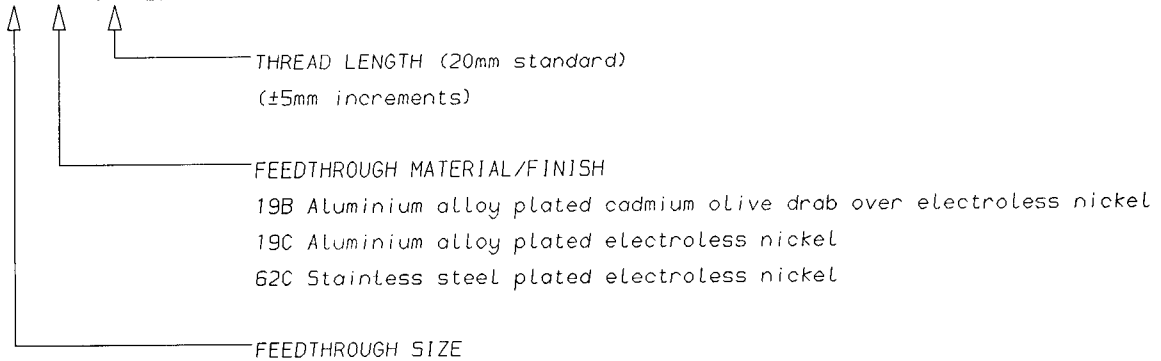 THREAD LENGTH (20mm standard)
(±5mm increments)
FEEDTHROUGH MATERIAL/FINISH
19B Aluminium alloy plated cadmium olive drab over electroless nickel
19C Aluminium alloy plated electroless nickel
62C Stainless steel plated electroless nickel
FEEDTHROUGH SIZE